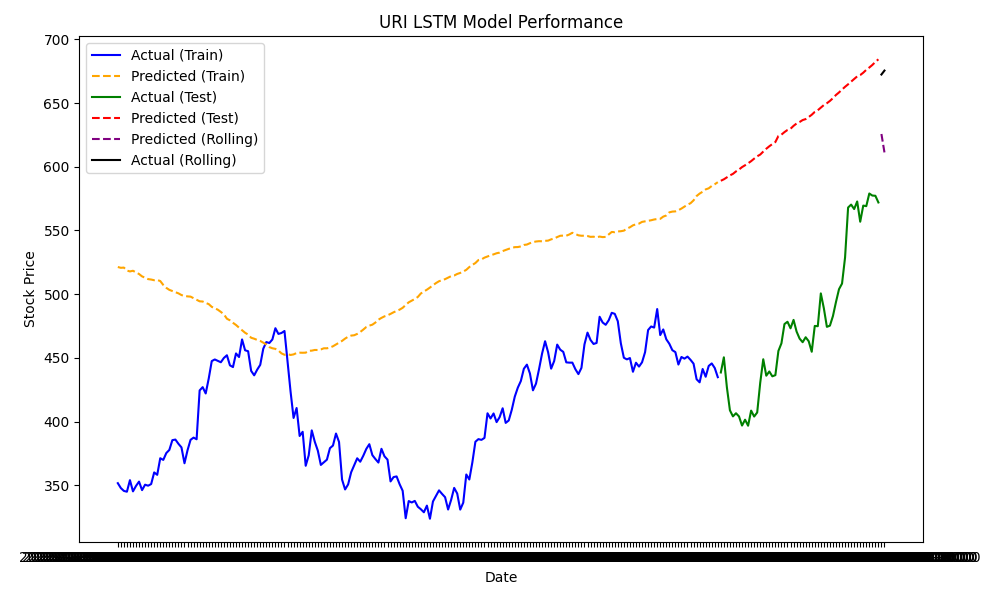 URI LSTM Model Performance
Actual (Train)
Predicted (Train)
Actual (Test)
Predicted (Test)
Predicted (Rolling)
Actual (Rolling)
700
650
600
550
500
450
400
350
Stock Price
Date